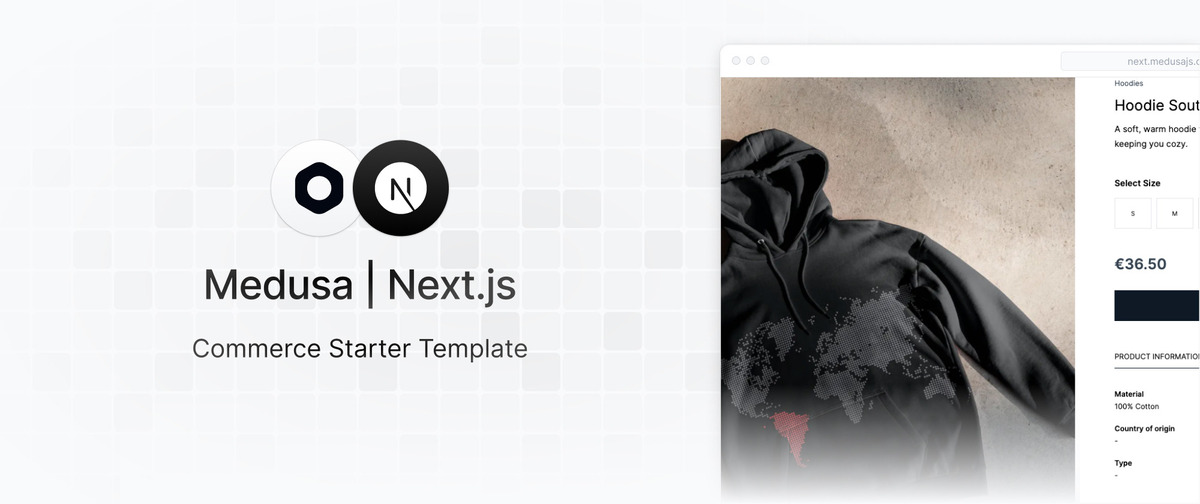 Medusa | Next.js
Commerce Starter Template
next.medusajs.c
Hoodies
Hoodie Sout
A soft, warm hoodie
keeping you cozy.
Select Size
S
M
€36.50
PRODUCT INFORMATION
Material
100% Cotton
Country of origin
-
Type
-